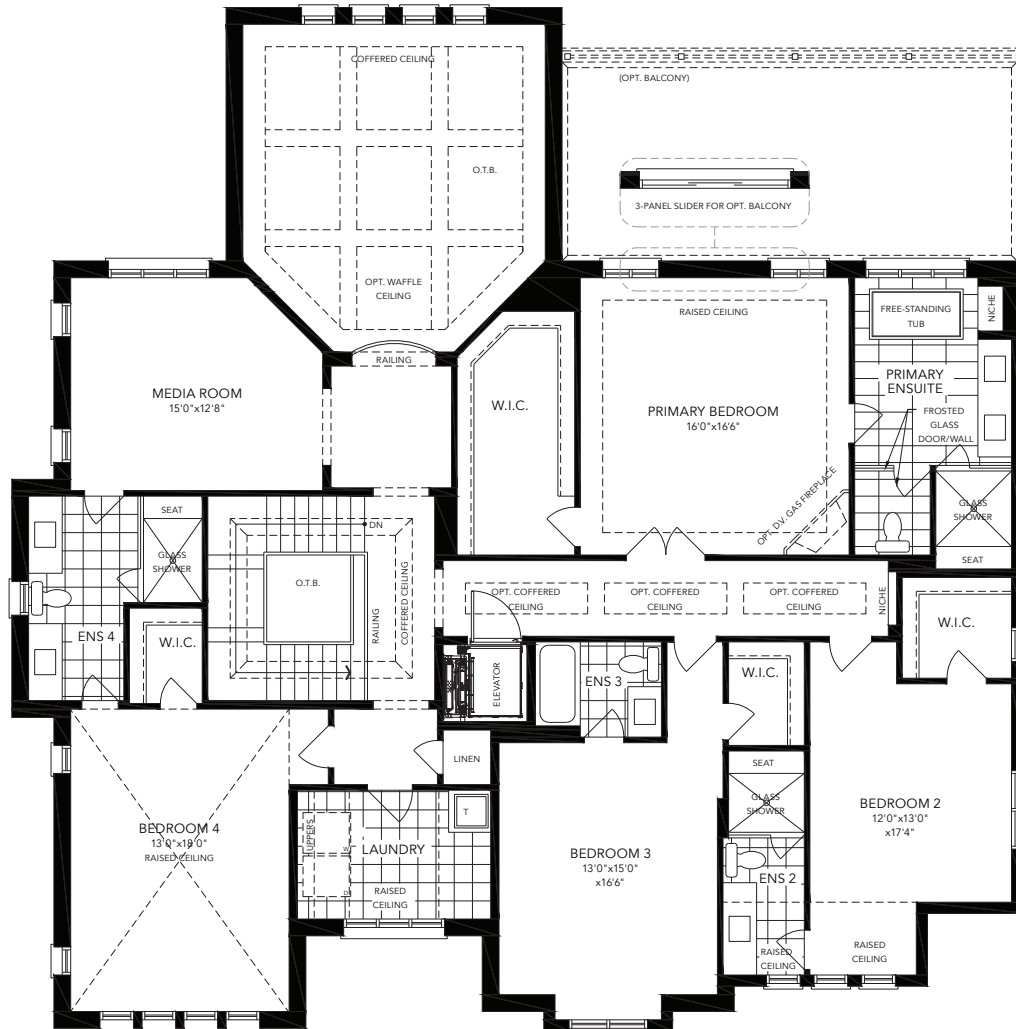 COFFERED CEILING
(OPT. BALCONY)
O.T.B.
3-PANEL SLIDER FOR OPT. BALCONY
OPT. WAFFLE
CEILING
RAILING
MEDIA ROOM
15'0"x12'8"
W.I.C.
RAISED CEILING
PRIMARY BEDROOM
16'0"x16'6"
OPT. D.V. GAS FIREPLACE
FREE-STANDING
TUB
NICHE
PRIMARY
ENSUITE
FROSTED
GLASS
DOOR/WALL
GLASS
SHOWER
SEAT
SEAT
GLASS
SHOWER
ENS 4
W.I.C.
DN
O.T.B.
RAILING
COFFERED CEILING
OPT. COFFERED
CEILING
OPT. COFFERED
CEILING
OPT. COFFERED
CEILING
NICHE
W.I.C.
ELEVATOR
ENS 3
W.I.C.
LINEN
BEDROOM 4
13'0"x18'0"
RAISED CEILING
UPPERS
W
D
LAUNDRY
T
RAISED
CEILING
BEDROOM 3
13'0"x15'0"
x16'6"
SEAT
GLASS
SHOWER
ENS 2
RAISED
CEILING
BEDROOM 2
12'0"x13'0"
x17'4"
RAISED
CEILING